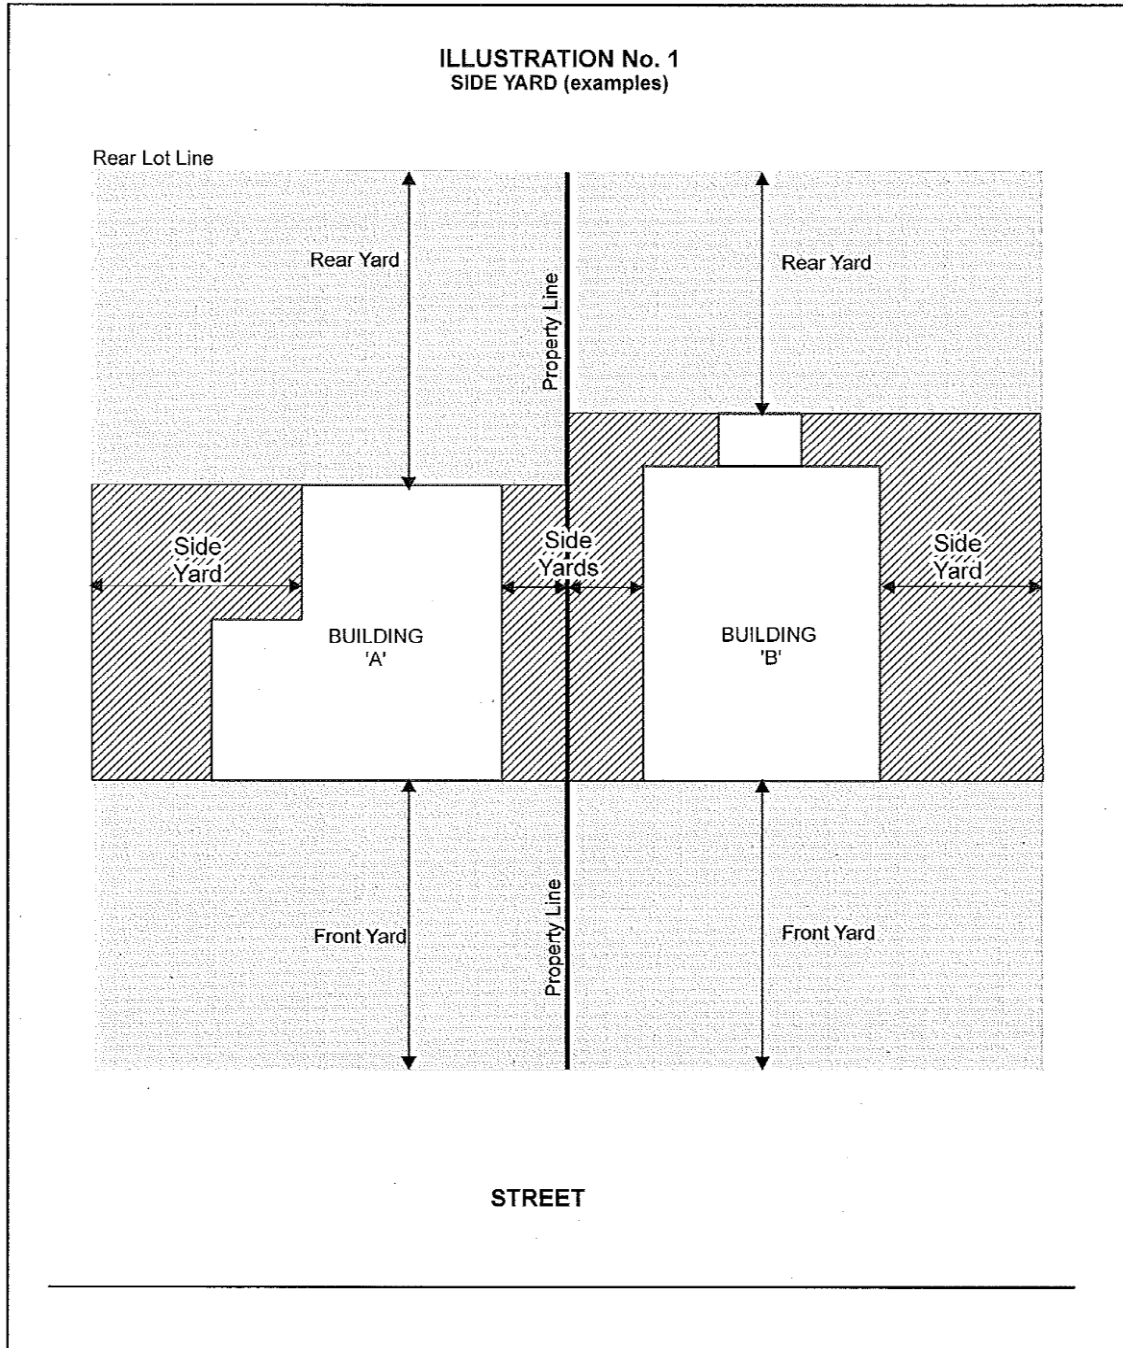 ILLUSTRATION No. 1
SIDE YARD (examples)
Rear Lot Line
Rear Yard
Property Line
Rear Yard
Side
Yard
Side
Yards
Side
Yard
BUILDING
'A'
BUILDING
'B'
Front Yard
Property Line
Front Yard
STREET